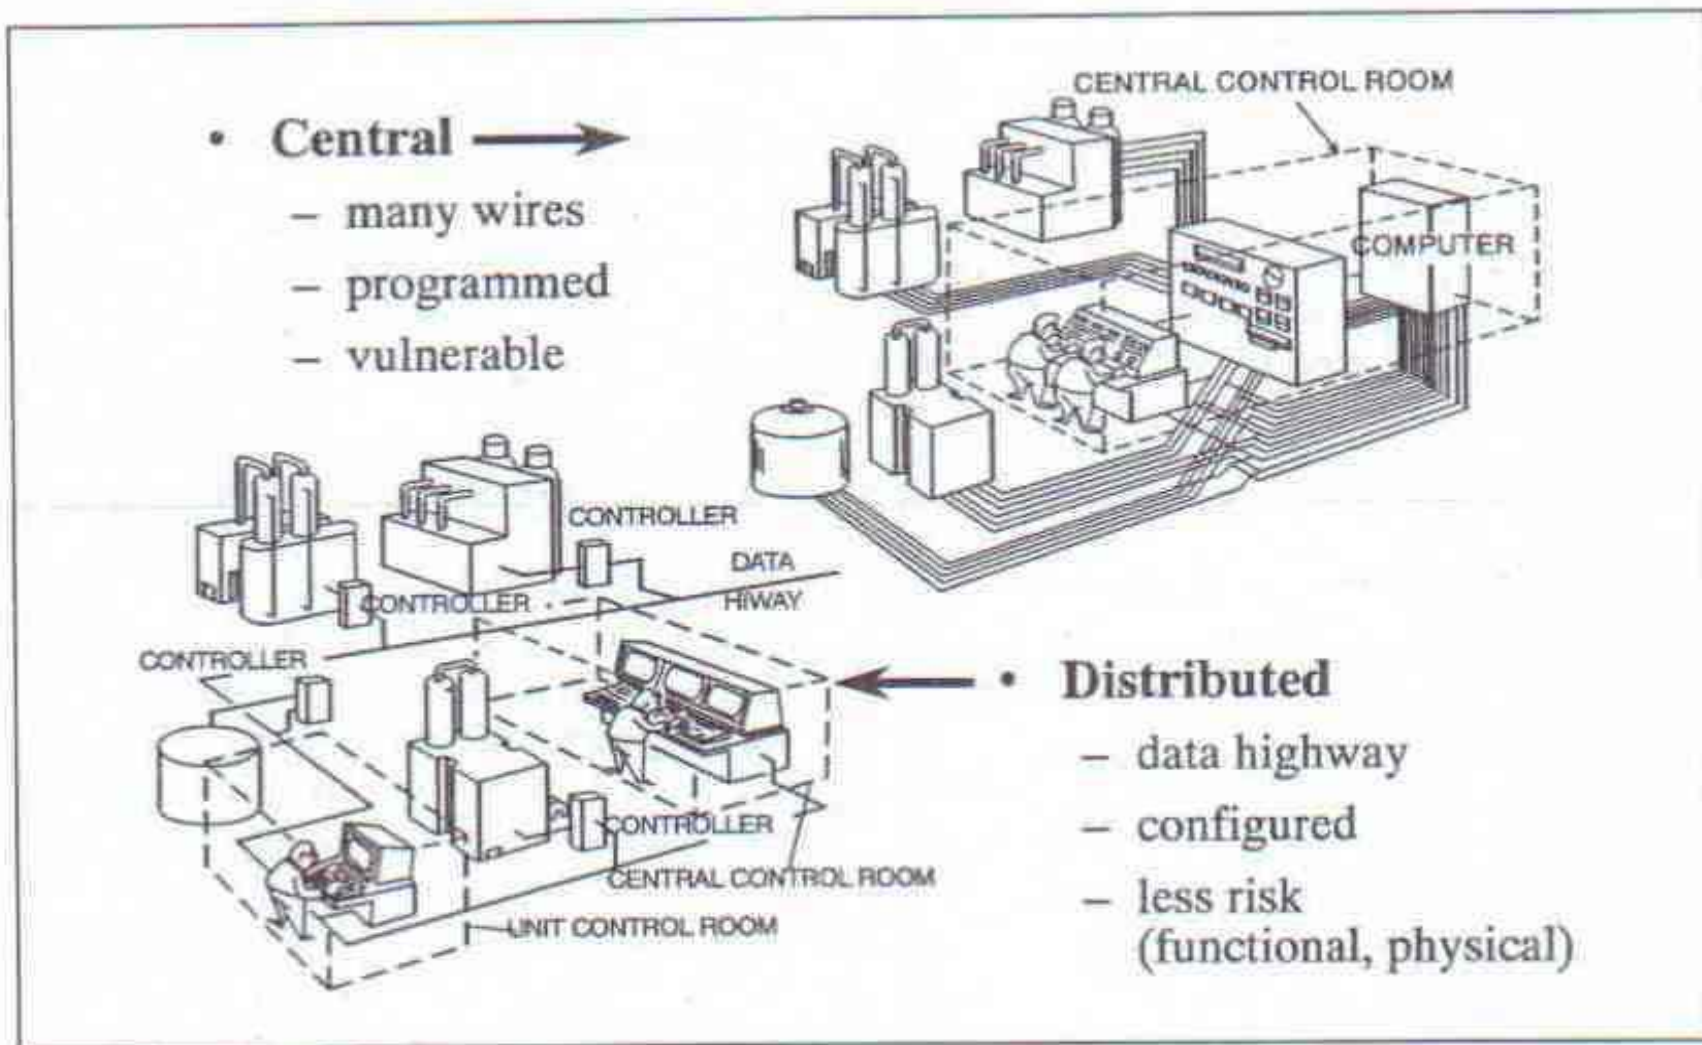 • Central
– many wires
– programmed
– vulnerable
CENTRAL CONTROL ROOM
COMPUTER
CONTROLLER
DATA
HIWAY
CONTROLLER
CONTROLLER
CONTROLLER
CENTRAL CONTROL ROOM
UNIT CONTROL ROOM
• Distributed
– data highway
– configured
– less risk
(functional, physical)